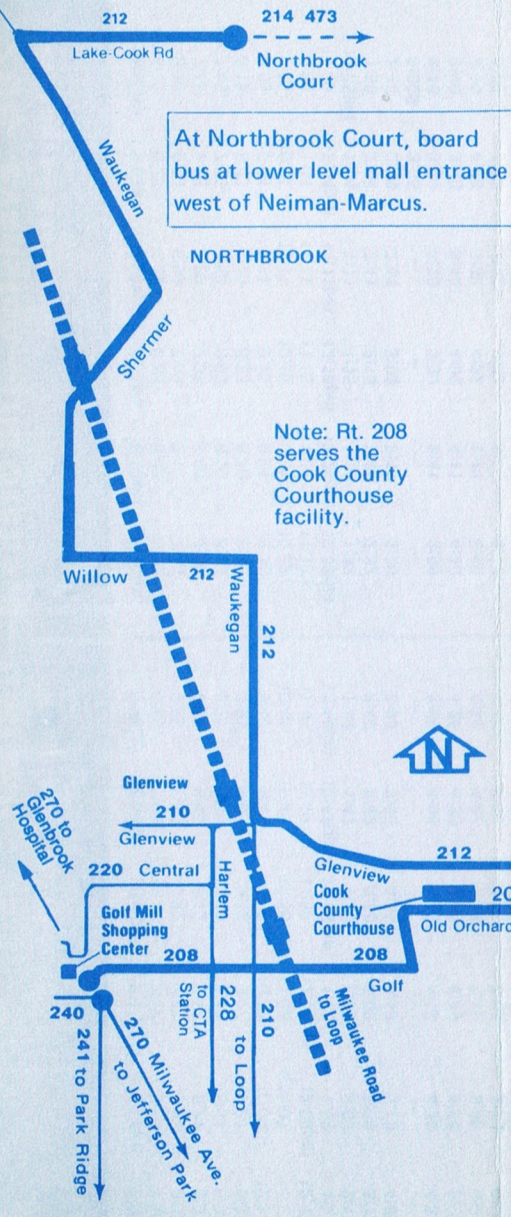 212
214 473
Lake-Cook Rd
Northbrook
Court
At Northbrook Court, board
bus at lower level mall entrance
west of Neiman-Marcus.
Waukegan
NORTHBROOK
Shermer
Note: Rt. 208
serves the
Cook County
Courthouse
facility.
Willow
212
Waukegan
212
N
Glenview
210
Glenview
270 to
Glenbrook
Hospital
220 Central
Harlem
Glenview
212
Cook
County
Courthouse
20
Old Orchard
Golf Mill
Shopping
Center
208
208
Golf
240
241 to Park Ridge
270 Milwaukee Ave.
to Jefferson Park
228
to CTA
Station
210
to Loop
Milwaukee Road
to Loop